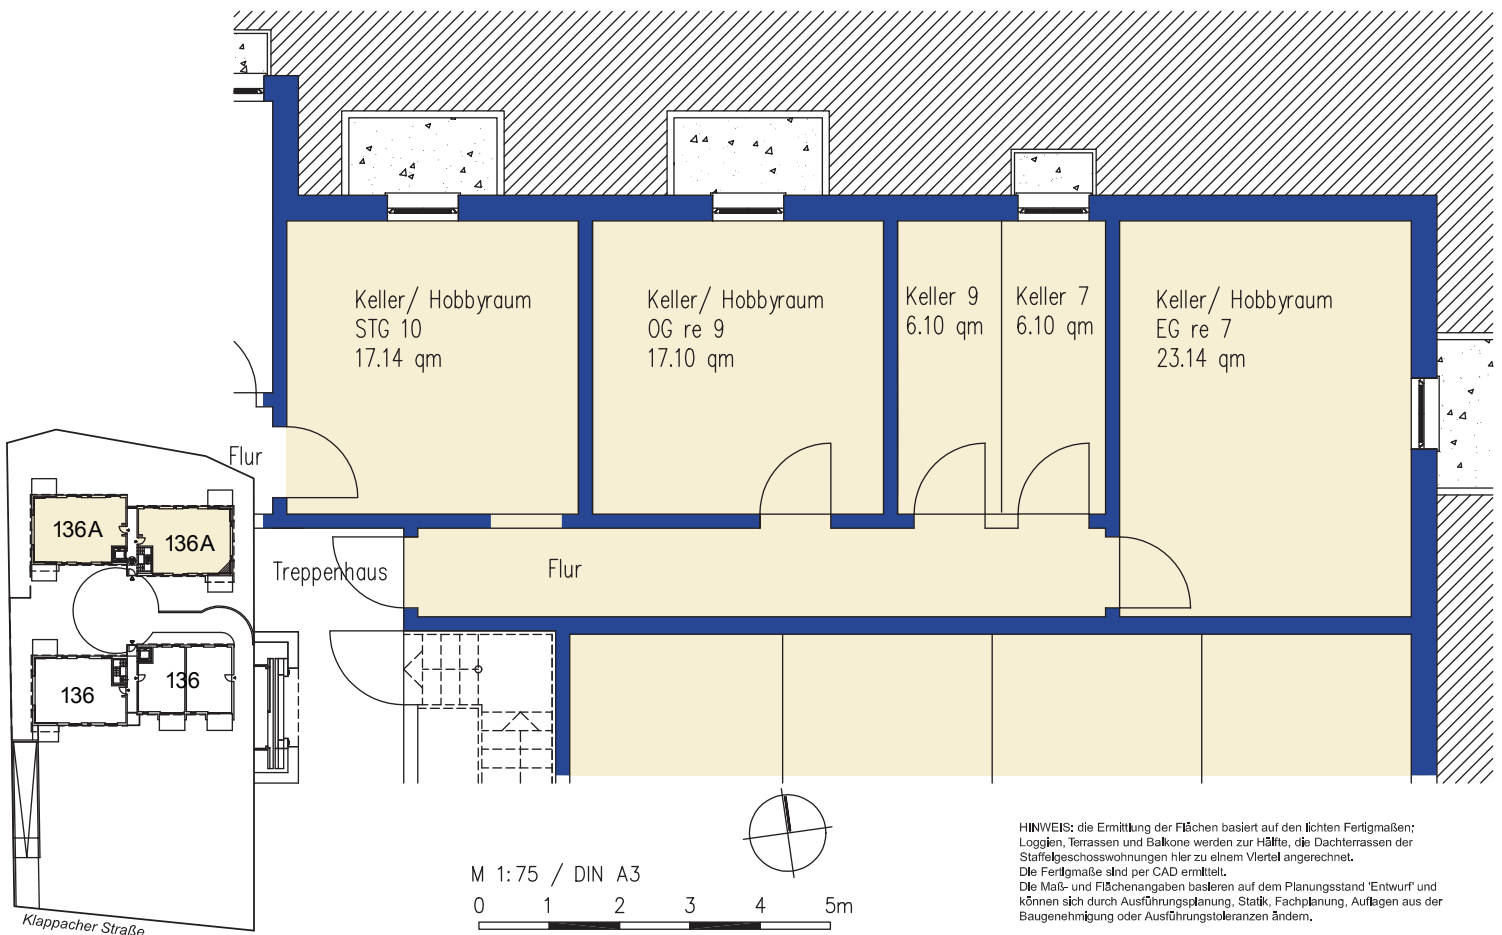 Keller/ Hobbyraum
STG 10
17.14 qm
Keller/ Hobbyraum
OG re 9
17.10 qm
Keller 9
6.10 qm
Keller 7
6.10 qm
Keller/ Hobbyraum
EG re 7
23.14 qm
Flur
Treppenhaus
Flur
136A
136A
136
136
Klappacher Straße
M 1:75 / DIN A3
0 1 2 3 4 5m
HINWEIS: die Ermittlung der Flächen basiert auf den lichten Fertigmaßen;
Loggien, Terrassen und Balkone werden zur Hälfte, die Dachterrassen der
Staffelgeschosswohnungen hier zu einem Viertel angerechnet.
Die Fertigmaße sind per CAD ermittelt.
Die Maß- und Flächenangaben basieren auf dem Planungsstand 'Entwurf' und
können sich durch Ausführungsplanung, Statik, Fachplanung, Auflagen aus der
Baugenehmigung oder Ausführungstoleranzen ändern.